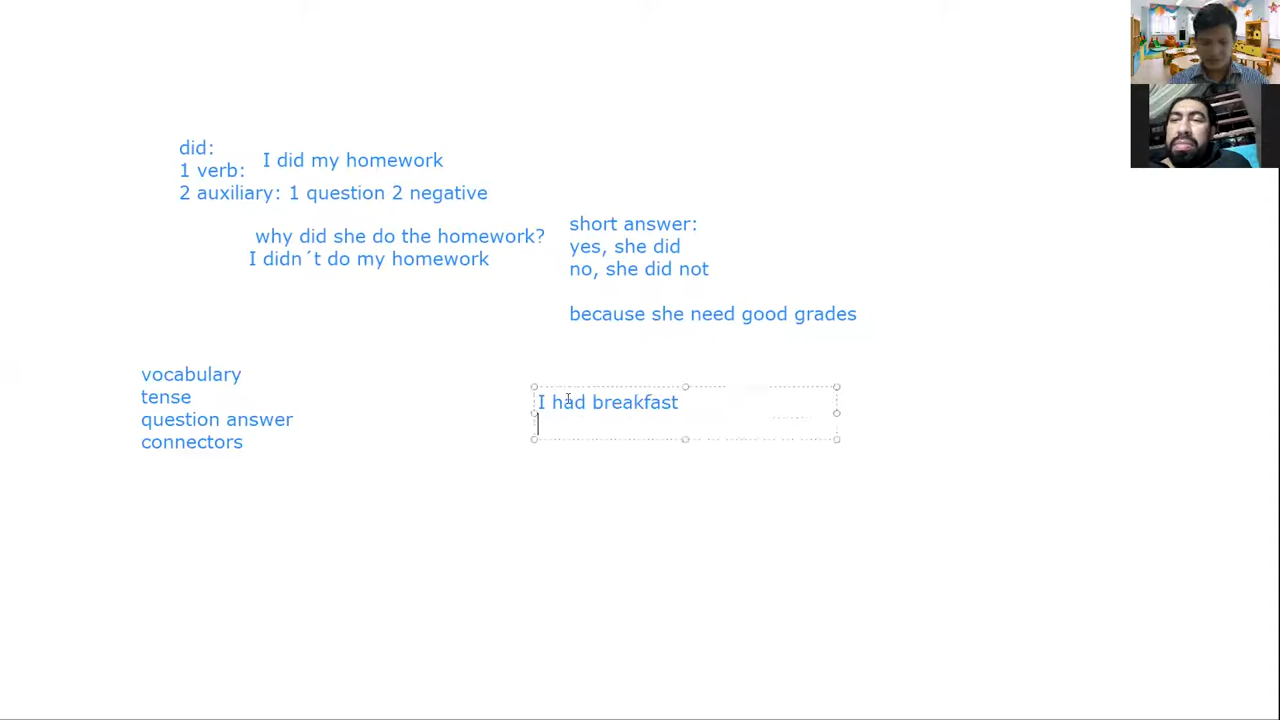 did:
1 verb:
I did my homework
2 auxiliary: 1 question 2 negative
why did she do the homework?
I didn´t do my homework
short answer:
yes, she did
no, she did not
because she need good grades
vocabulary
tense
question answer
connectors
I had breakfast